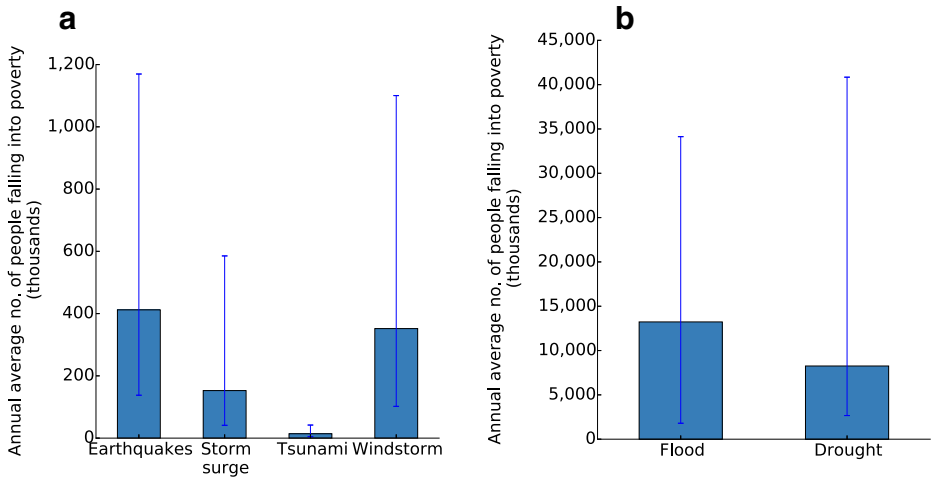 a
Annual average no. of people falling into poverty
(thousands)
1,200
1,000
800
600
400
200
0
Earthquakes
Storm
surge
Tsunami
Windstorm
b
Annual average no. of people falling into poverty
(thousands)
45,000
40,000
35,000
30,000
25,000
20,000
15,000
10,000
5,000
0
Flood
Drought